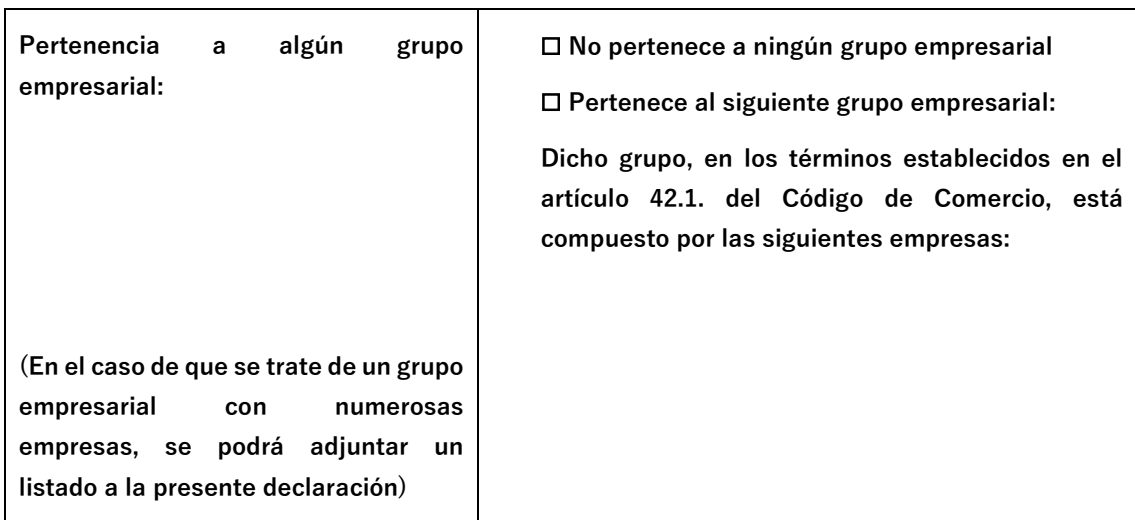 Pertenencia a algún grupo
empresarial:
(En el caso de que se trate de un grupo
empresarial con numerosas
empresas, se podrá adjuntar un
listado a la presente declaración)
☐ No pertenece a ningún grupo empresarial
☐ Pertenece al siguiente grupo empresarial:
Dicho grupo, en los términos establecidos en el
artículo 42.1. del Código de Comercio, está
compuesto por las siguientes empresas: